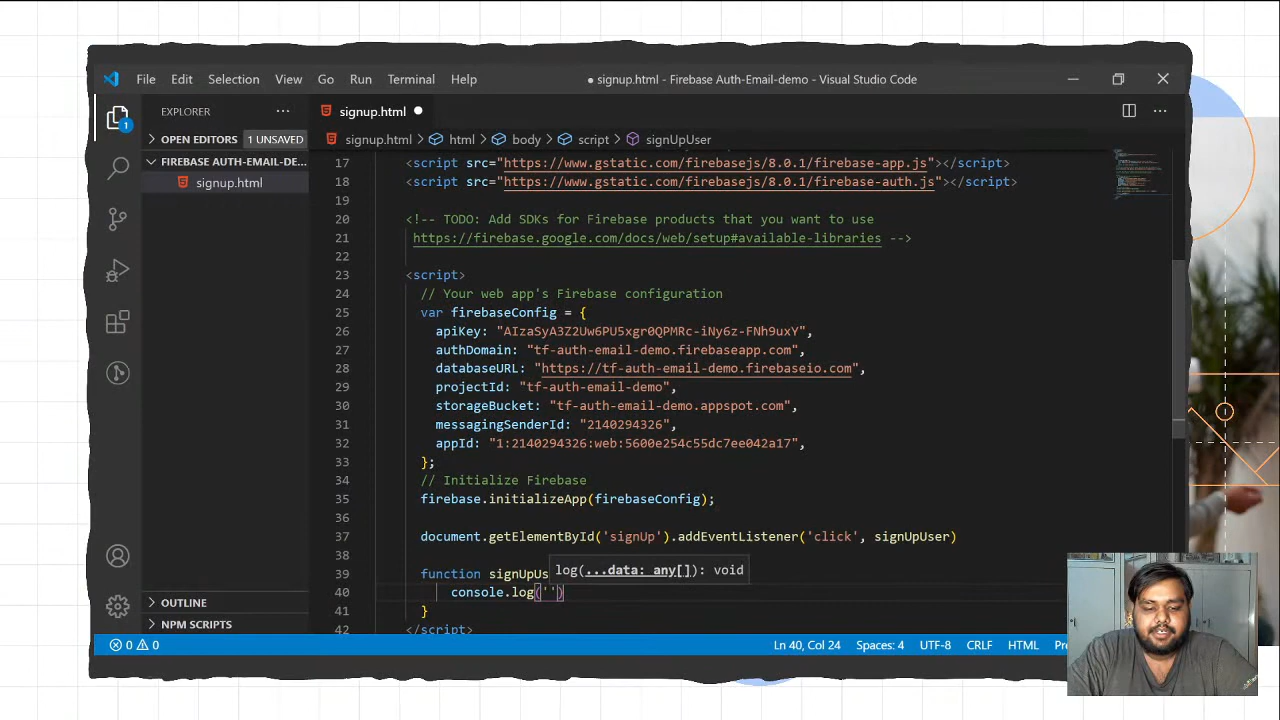 File Edit Selection View Go Run Terminal Help
● signup.html - Firebase Auth-Email-demo - Visual Studio Code
EXPLORER ···
OPEN EDITORS 1 UNSAVED
FIREBASE AUTH-EMAIL-DE...
signup.html
OUTLINE
NPM SCRIPTS
1
signup.html ●
signup.html > html > body > script > signUpUser
17 <script src="https://www.gstatic.com/firebasejs/8.0.1/firebase-app.js"></script>
18 <script src="https://www.gstatic.com/firebasejs/8.0.1/firebase-auth.js"></script>
19
20 <!-- TODO: Add SDKs for Firebase products that you want to use
21 https://firebase.google.com/docs/web/setup#available-libraries -->
22
23 <script>
24 // Your web app's Firebase configuration
25 var firebaseConfig = {
26 apiKey: "AIzaSyA3Z2Uw6PU5xgr0QPMRc-iNy6z-FNh9uxY",
27 authDomain: "tf-auth-email-demo.firebaseapp.com",
28 databaseURL: "https://tf-auth-email-demo.firebaseio.com",
29 projectId: "tf-auth-email-demo",
30 storageBucket: "tf-auth-email-demo.appspot.com",
31 messagingSenderId: "2140294326",
32 appId: "1:2140294326:web:5600e254c55dc7ee042a17",
33 };
34 // Initialize Firebase
35 firebase.initializeApp(firebaseConfig);
36
37 document.getElementById('signUp').addEventListener('click', signUpUser)
38
39 function signUpUs
log(...data: any[]): void
40 console.log('')
41 }
42 </script>
0 0 Ln 40, Col 24 Spaces: 4 UTF-8 CRLF HTML